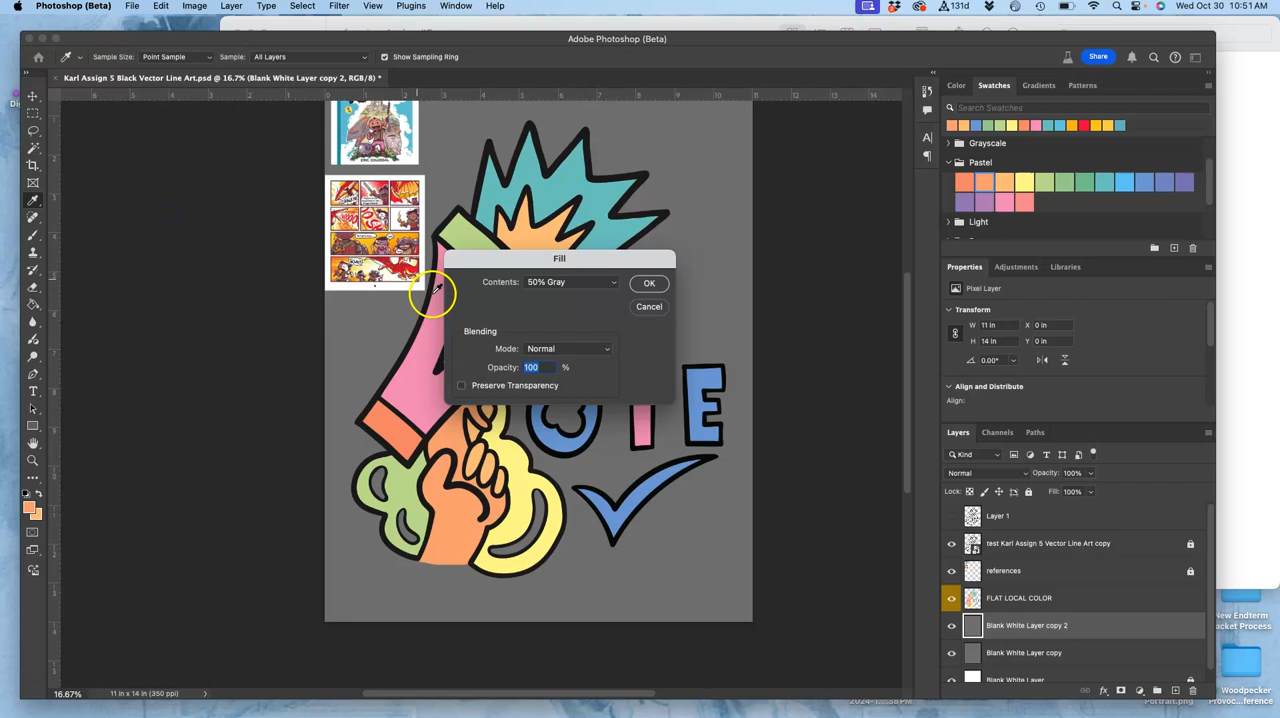 Photoshop (Beta) File Edit Image Layer Type Select Filter View Plugins Window Help 131d Wed Oct 30 10:51 AM
Adobe Photoshop (Beta)
Sample Size: Point Sample Sample: All Layers Show Sampling Ring Share
Karl Assign 5 Black Vector Line Art.psd @ 16.7% (Blank White Layer copy 2, RGB/8) *
Color Swatches Gradients Patterns
Search Swatches
Grayscale
Pastel
Light
Fill
Contents: 50% Gray OK
Cancel
Blending
Mode: Normal
Opacity: 100 %
Preserve Transparency
Properties Adjustments Libraries
Pixel Layer
Transform
W 11 in X 0 in
H 14 in Y 0 in
0.00°
Align and Distribute
Align:
Layers Channels Paths
Kind
Normal Opacity: 100%
Lock: Fill: 100%
Layer 1
test Karl Assign 5 Vector Line Art copy
references
FLAT LOCAL COLOR
Blank White Layer copy 2
Blank White Layer copy
Blank White Layer
16.67% 11 in x 14 in (350 ppi)
New Endterm
Woodpecker
Portrait.png